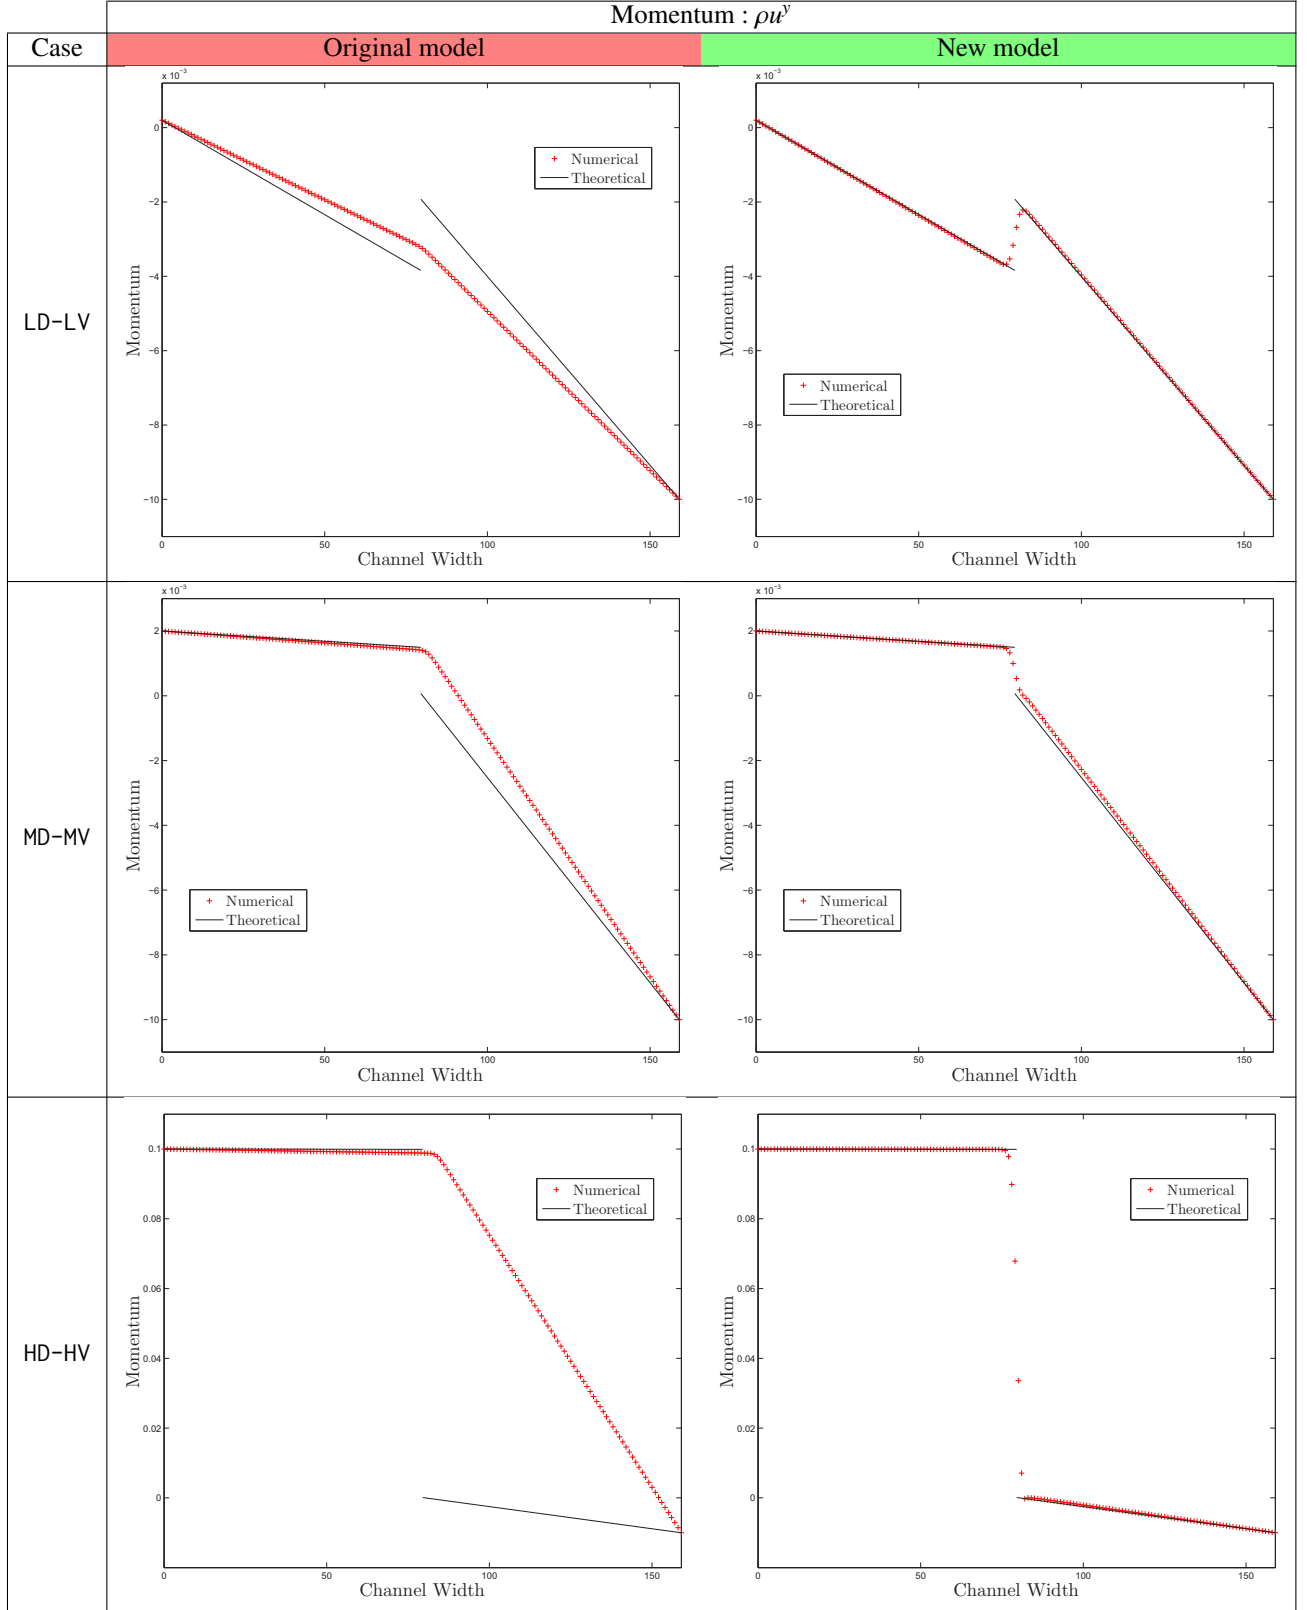 Momentum : ρu^y
Case Original model New model
LD-LV
x 10⁻³
0
−2
−4
−6
−8
−10
0 50 100 150
Momentum
Channel Width
Numerical
Theoretical
x 10⁻³
0
−2
−4
−6
−8
−10
0 50 100 150
Momentum
Channel Width
Numerical
Theoretical
MD-MV
x 10⁻³
2
0
−2
−4
−6
−8
−10
0 50 100 150
Momentum
Channel Width
Numerical
Theoretical
x 10⁻³
2
0
−2
−4
−6
−8
−10
0 50 100 150
Momentum
Channel Width
Numerical
Theoretical
HD-HV
0.1
0.08
0.06
0.04
0.02
0
0 50 100 150
Momentum
Channel Width
Numerical
Theoretical
0.1
0.08
0.06
0.04
0.02
0
0 50 100 150
Momentum
Channel Width
Numerical
Theoretical